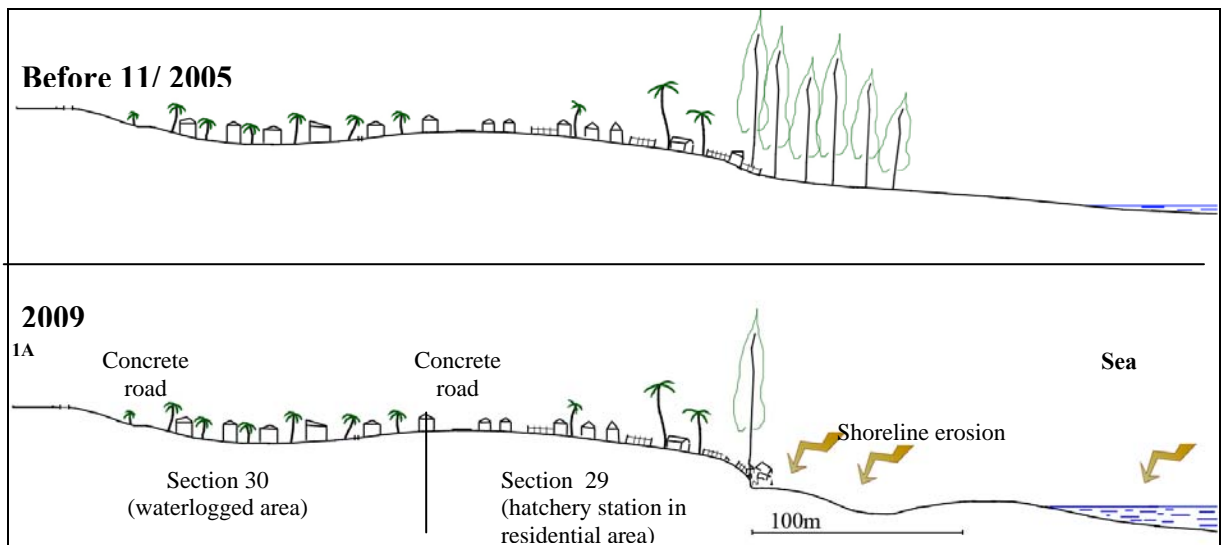 Before 11/ 2005
2009
1A
Concrete
road
Concrete
road
Sea
Shoreline erosion
Section 30
(waterlogged area)
Section 29
(hatchery station in
residential area)
100m